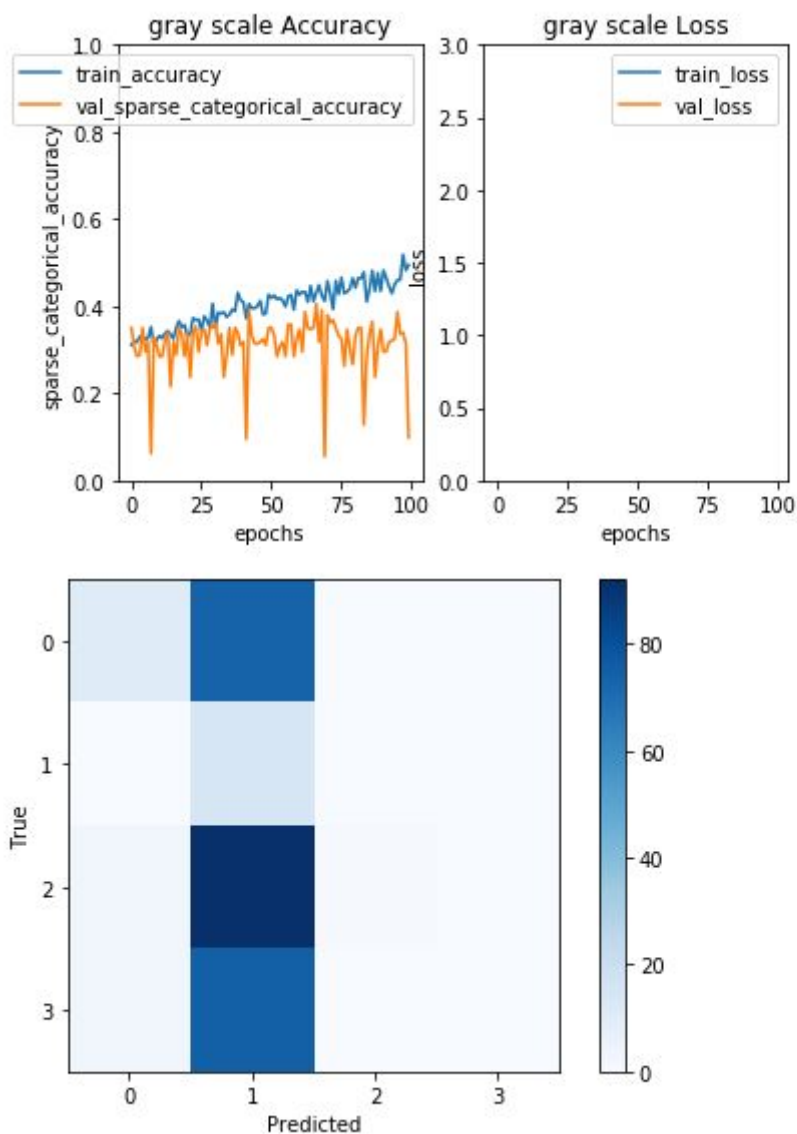 gray scale Accuracy
train_accuracy
val_sparse_categorical_accuracy
sparse_categorical_accuracy
1.0
0.8
0.6
0.4
0.2
0.0
0 25 50 75 100
epochs
gray scale Loss
train_loss
val_loss
loss
3.0
2.5
2.0
1.5
1.0
0.5
0.0
0 25 50 75 100
epochs
True
0
1
2
3
0 1 2 3
Predicted
80
60
40
20
0